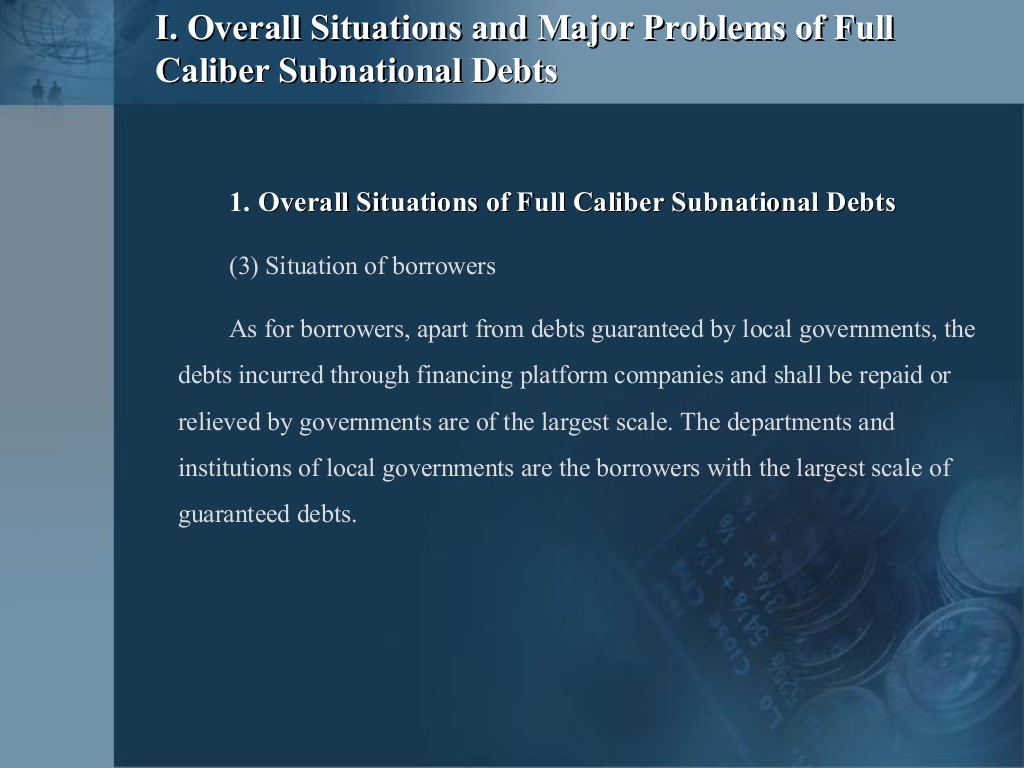 I. Overall Situations and Major Problems of Full
Caliber Subnational Debts
1. Overall Situations of Full Caliber Subnational Debts
(3) Situation of borrowers
As for borrowers, apart from debts guaranteed by local governments, the
debts incurred through financing platform companies and shall be repaid or
relieved by governments are of the largest scale. The departments and
institutions of local governments are the borrowers with the largest scale of
guaranteed debts.
Close
Lo